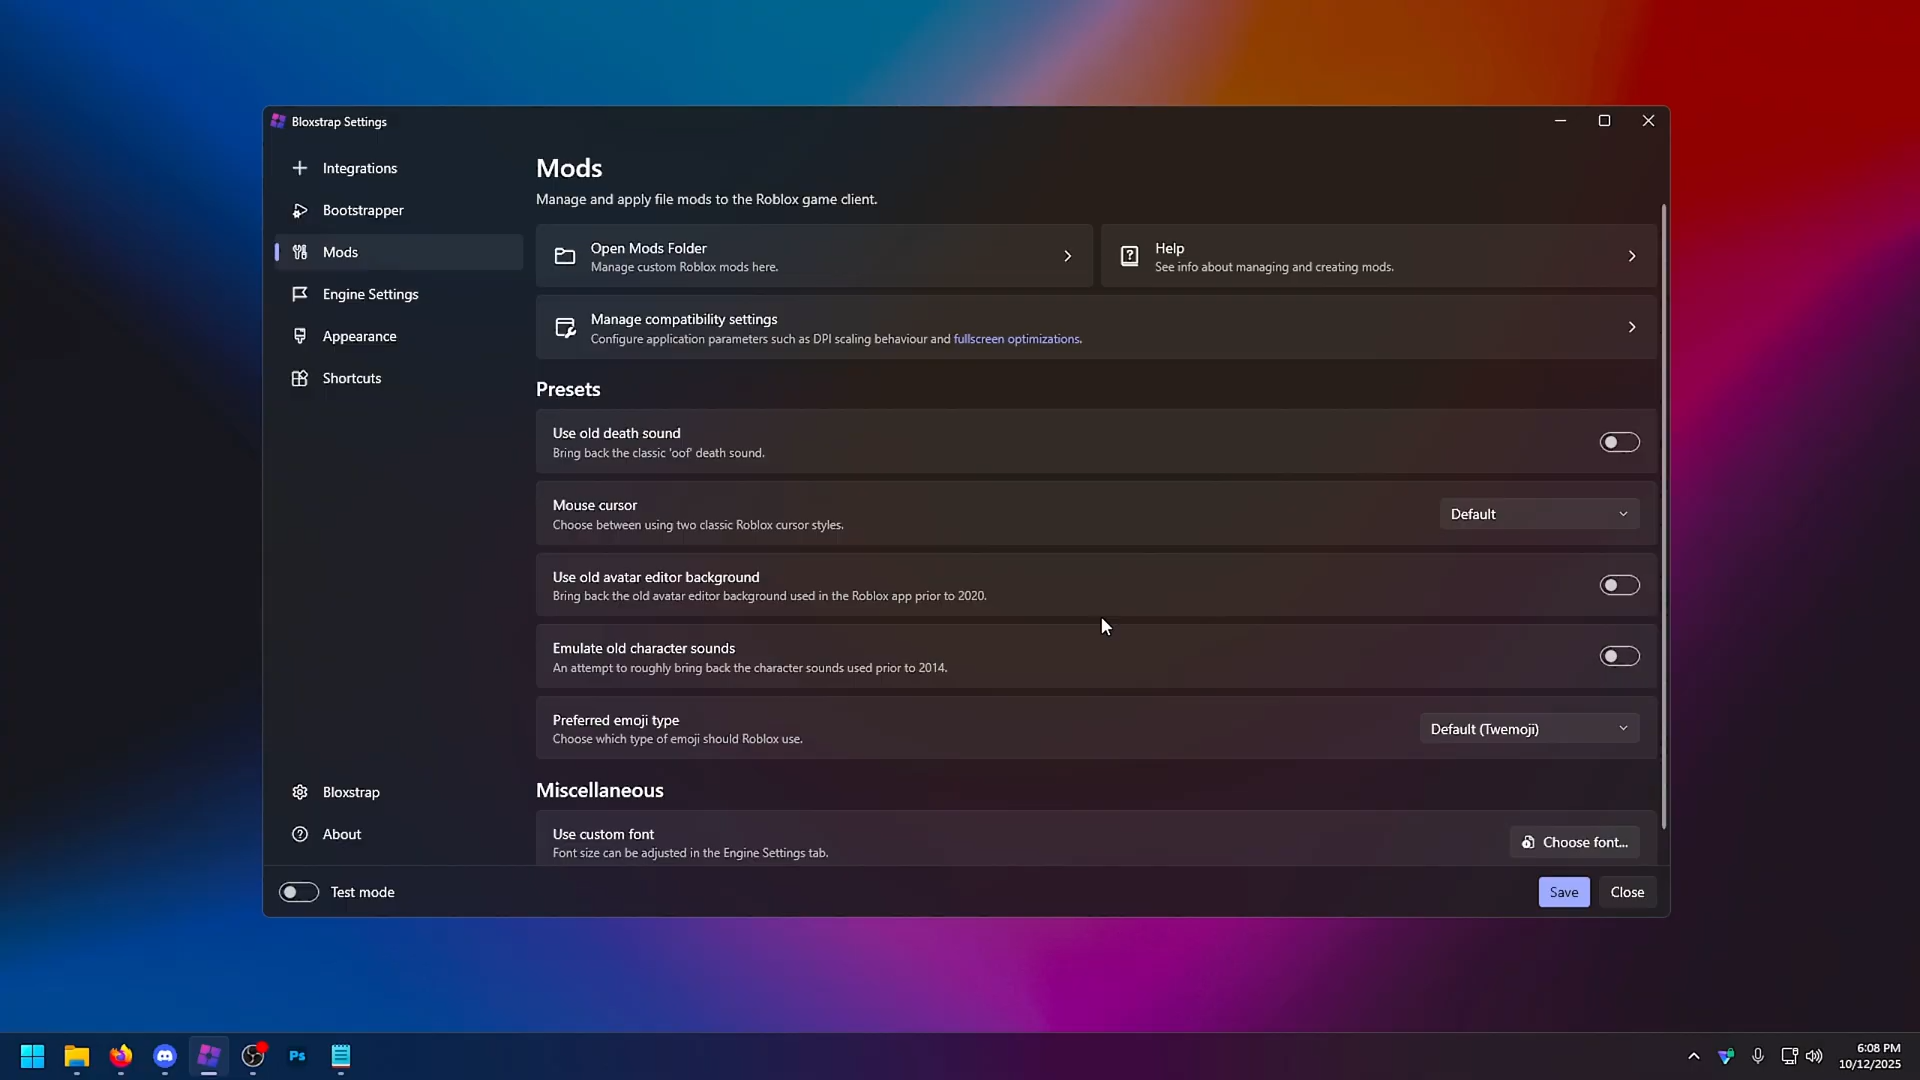 Bloxstrap Settings
Integrations
Bootstrapper
Mods
Engine Settings
Appearance
Shortcuts
Bloxstrap
About
Mods
Manage and apply file mods to the Roblox game client.
Open Mods Folder
Manage custom Roblox mods here.
Help
See info about managing and creating mods.
Manage compatibility settings
Configure application parameters such as DPI scaling behaviour and fullscreen optimizations.
Presets
Use old death sound
Bring back the classic 'oof' death sound.
Mouse cursor
Choose between using two classic Roblox cursor styles.
Default
Use old avatar editor background
Bring back the old avatar editor background used in the Roblox app prior to 2020.
Emulate old character sounds
An attempt to roughly bring back the character sounds used prior to 2014.
Preferred emoji type
Choose which type of emoji should Roblox use.
Default (Twemoji)
Miscellaneous
Use custom font
Font size can be adjusted in the Engine Settings tab.
Choose font...
Test mode
Save
Close
Ps
6:08 PM
10/12/2025